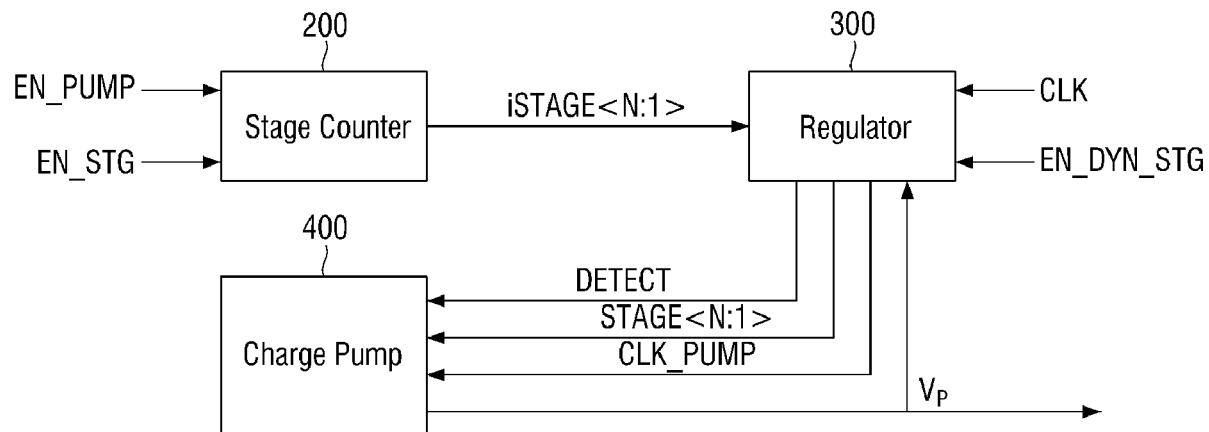 200
300
EN_PUMP
EN_STG
Stage Counter
iSTAGE<N:1>
Regulator
CLK
EN_DYN_STG
400
Charge Pump
DETECT
STAGE<N:1>
CLK_PUMP
VP